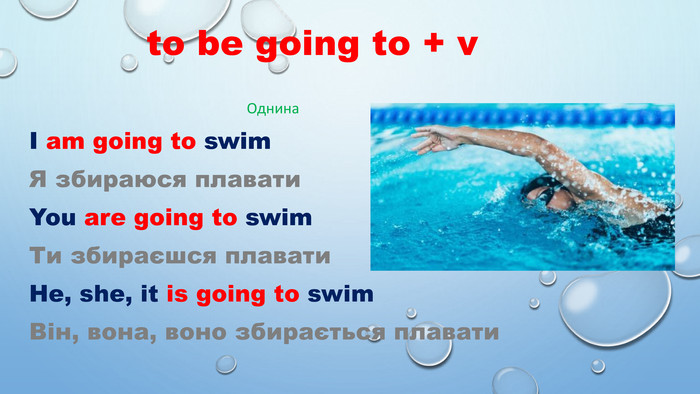 to be going to + v
Однина
I am going to swim
Я збираюся плавати
You are going to swim
Ти збираєшся плавати
He, she, it is going to swim
Він, вона, воно збирається плавати